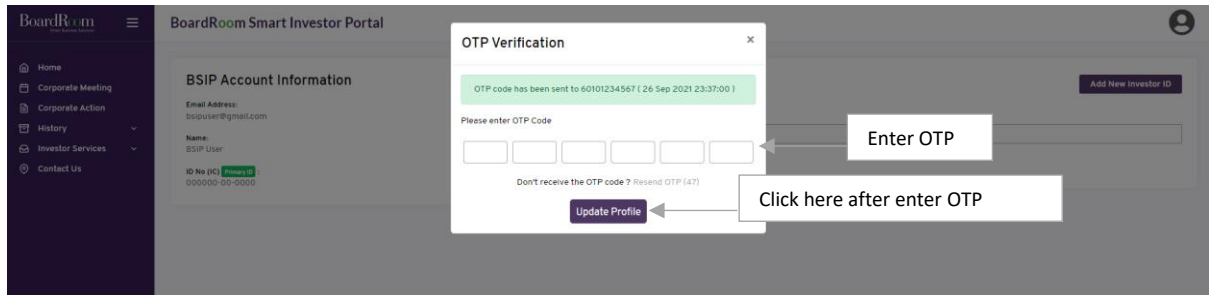 BoardRoom
Smart Business Solutions
BoardRoom Smart Investor Portal
Home
Corporate Meeting
Corporate Action
History
Investor Services
Contact Us
BSIP Account Information
Email Address:
bsipuser@gmail.com
Name:
BSIP User
ID No (IC) Primary ID :
000000-00-0000
Add New Investor ID
OTP Verification
×
OTP code has been sent to 60101234567 ( 26 Sep 2021 23:37:00 )
Please enter OTP Code
Don't receive the OTP code ? Resend OTP (47)
Update Profile
Enter OTP
Click here after enter OTP